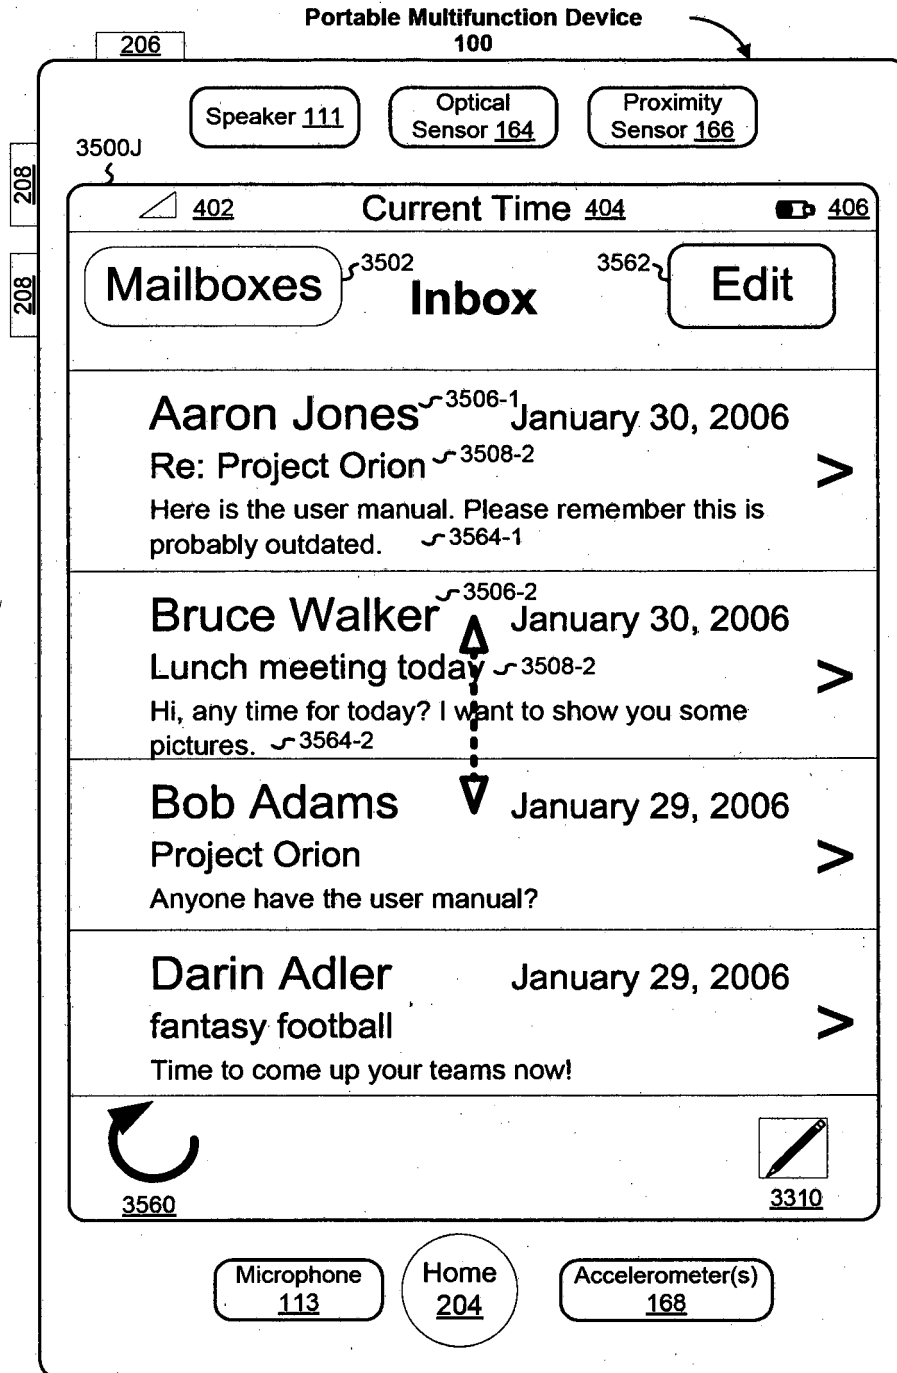 Portable Multifunction Device
100
206
Speaker 111
Optical
Sensor 164
Proximity
Sensor 166
3500J
208
402
Current Time 404
406
208
Mailboxes
3502
Inbox
3562
Edit
Aaron Jones
3506-1
January 30, 2006
Re: Project Orion
3508-2
>
Here is the user manual. Please remember this is
probably outdated.
3564-1
Bruce Walker
3506-2
January 30, 2006
Lunch meeting today
3508-2
>
Hi, any time for today? I want to show you some
pictures.
3564-2
Bob Adams
January 29, 2006
Project Orion
>
Anyone have the user manual?
Darin Adler
January 29, 2006
fantasy football
>
Time to come up your teams now!
3560
3310
Microphone
113
Home
204
Accelerometer(s)
168